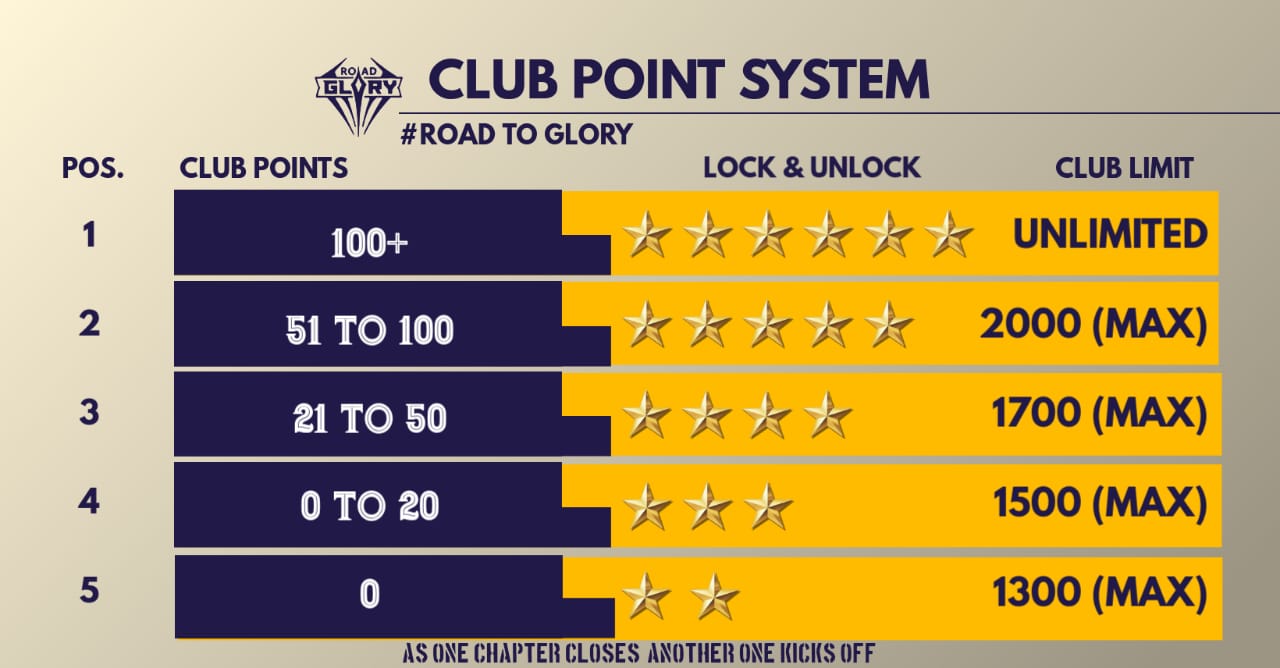 ROAD
GLORY
CLUB POINT SYSTEM
#ROAD TO GLORY
POS. CLUB POINTS LOCK & UNLOCK CLUB LIMIT
1 100+ UNLIMITED
2 51 TO 100 2000 (MAX)
3 21 TO 50 1700 (MAX)
4 0 TO 20 1500 (MAX)
5 0 1300 (MAX)
AS ONE CHAPTER CLOSES ANOTHER ONE KICKS OFF